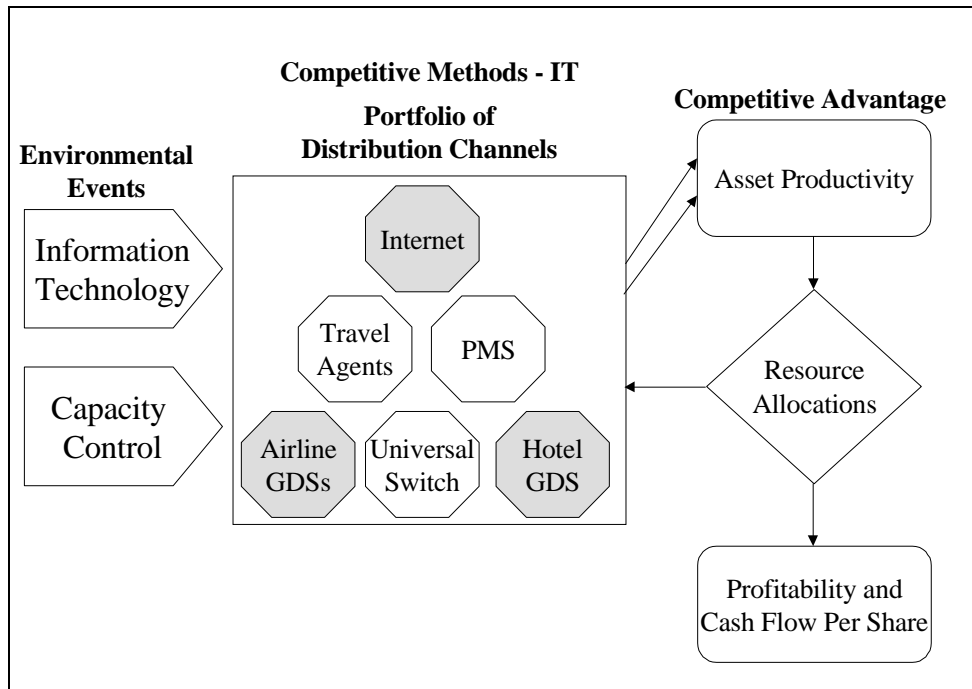 Competitive Methods - IT
Portfolio of
Distribution Channels
Competitive Advantage
Environmental
Events
Information
Technology
Capacity
Control
Internet
Travel
Agents
PMS
Airline
GDSs
Universal
Switch
Hotel
GDS
Asset Productivity
Resource
Allocations
Profitability and
Cash Flow Per Share